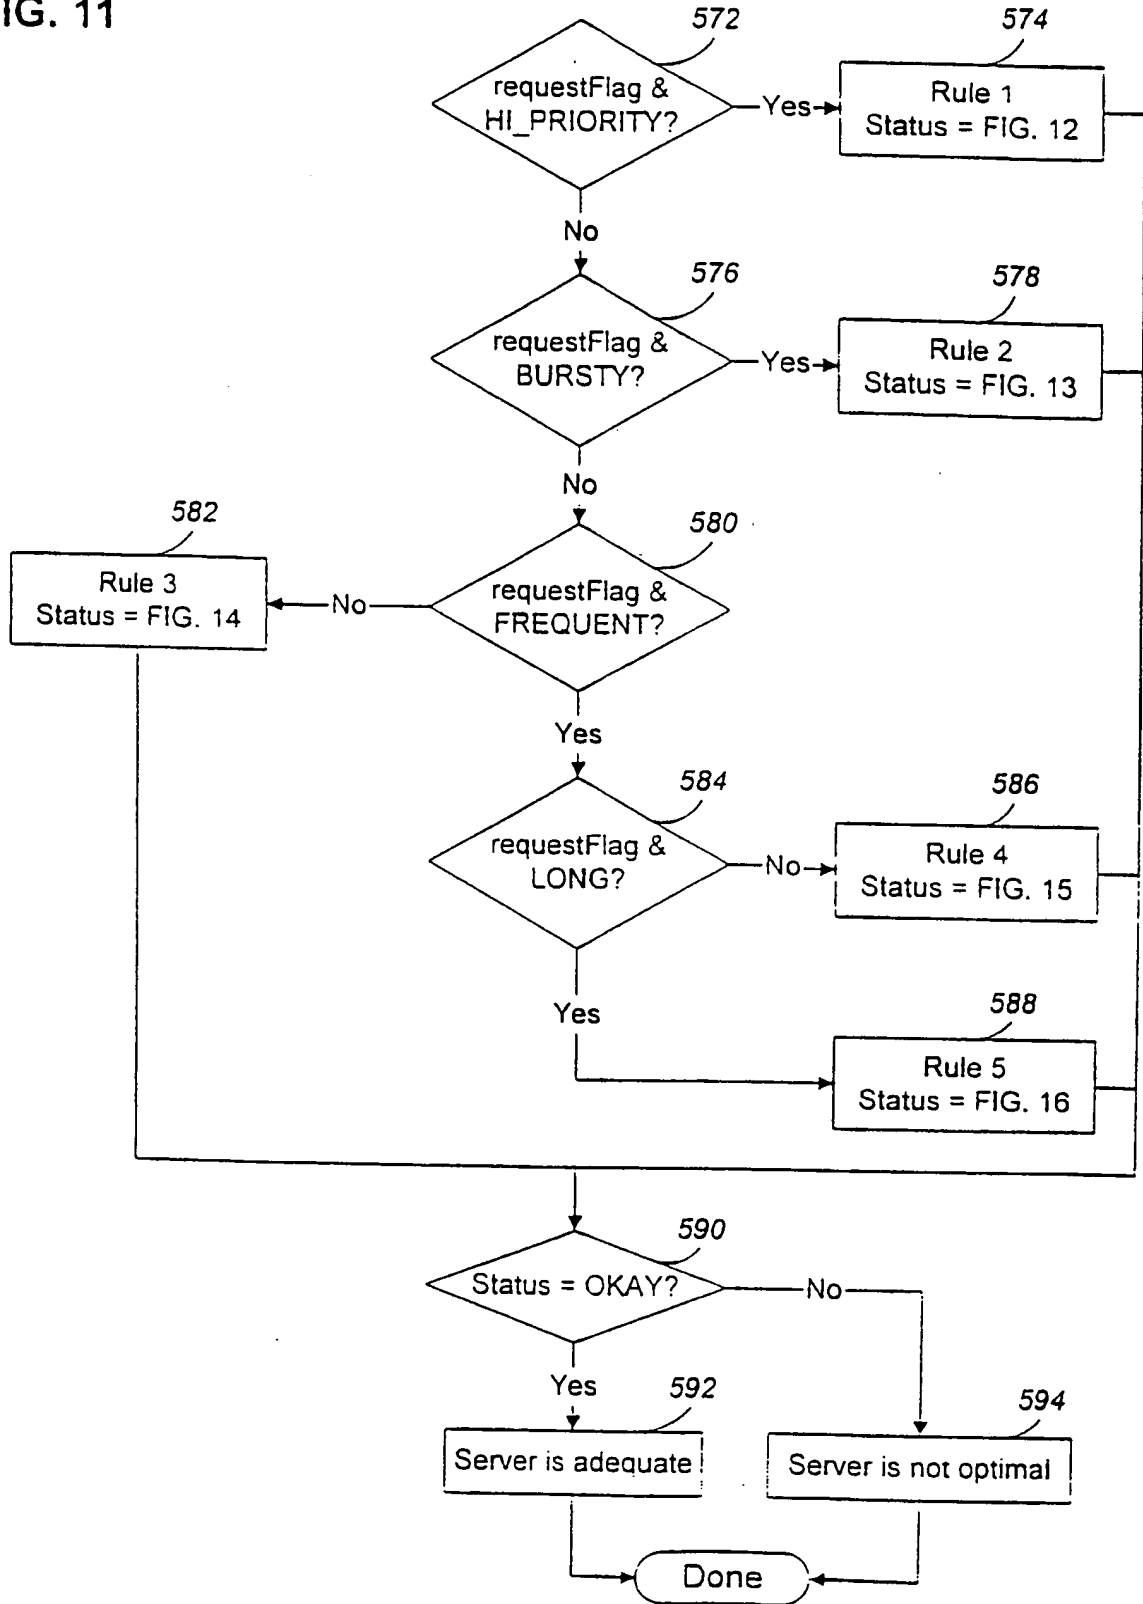 IG. 11
572
requestFlag &
HI_PRIORITY?
Yes
574
Rule 1
Status = FIG. 12
No
576
requestFlag &
BURSTY?
Yes
578
Rule 2
Status = FIG. 13
No
580
requestFlag &
FREQUENT?
No
582
Rule 3
Status = FIG. 14
Yes
584
requestFlag &
LONG?
No
586
Rule 4
Status = FIG. 15
Yes
588
Rule 5
Status = FIG. 16
590
Status = OKAY?
No
Yes
592
Server is adequate
594
Server is not optimal
Done